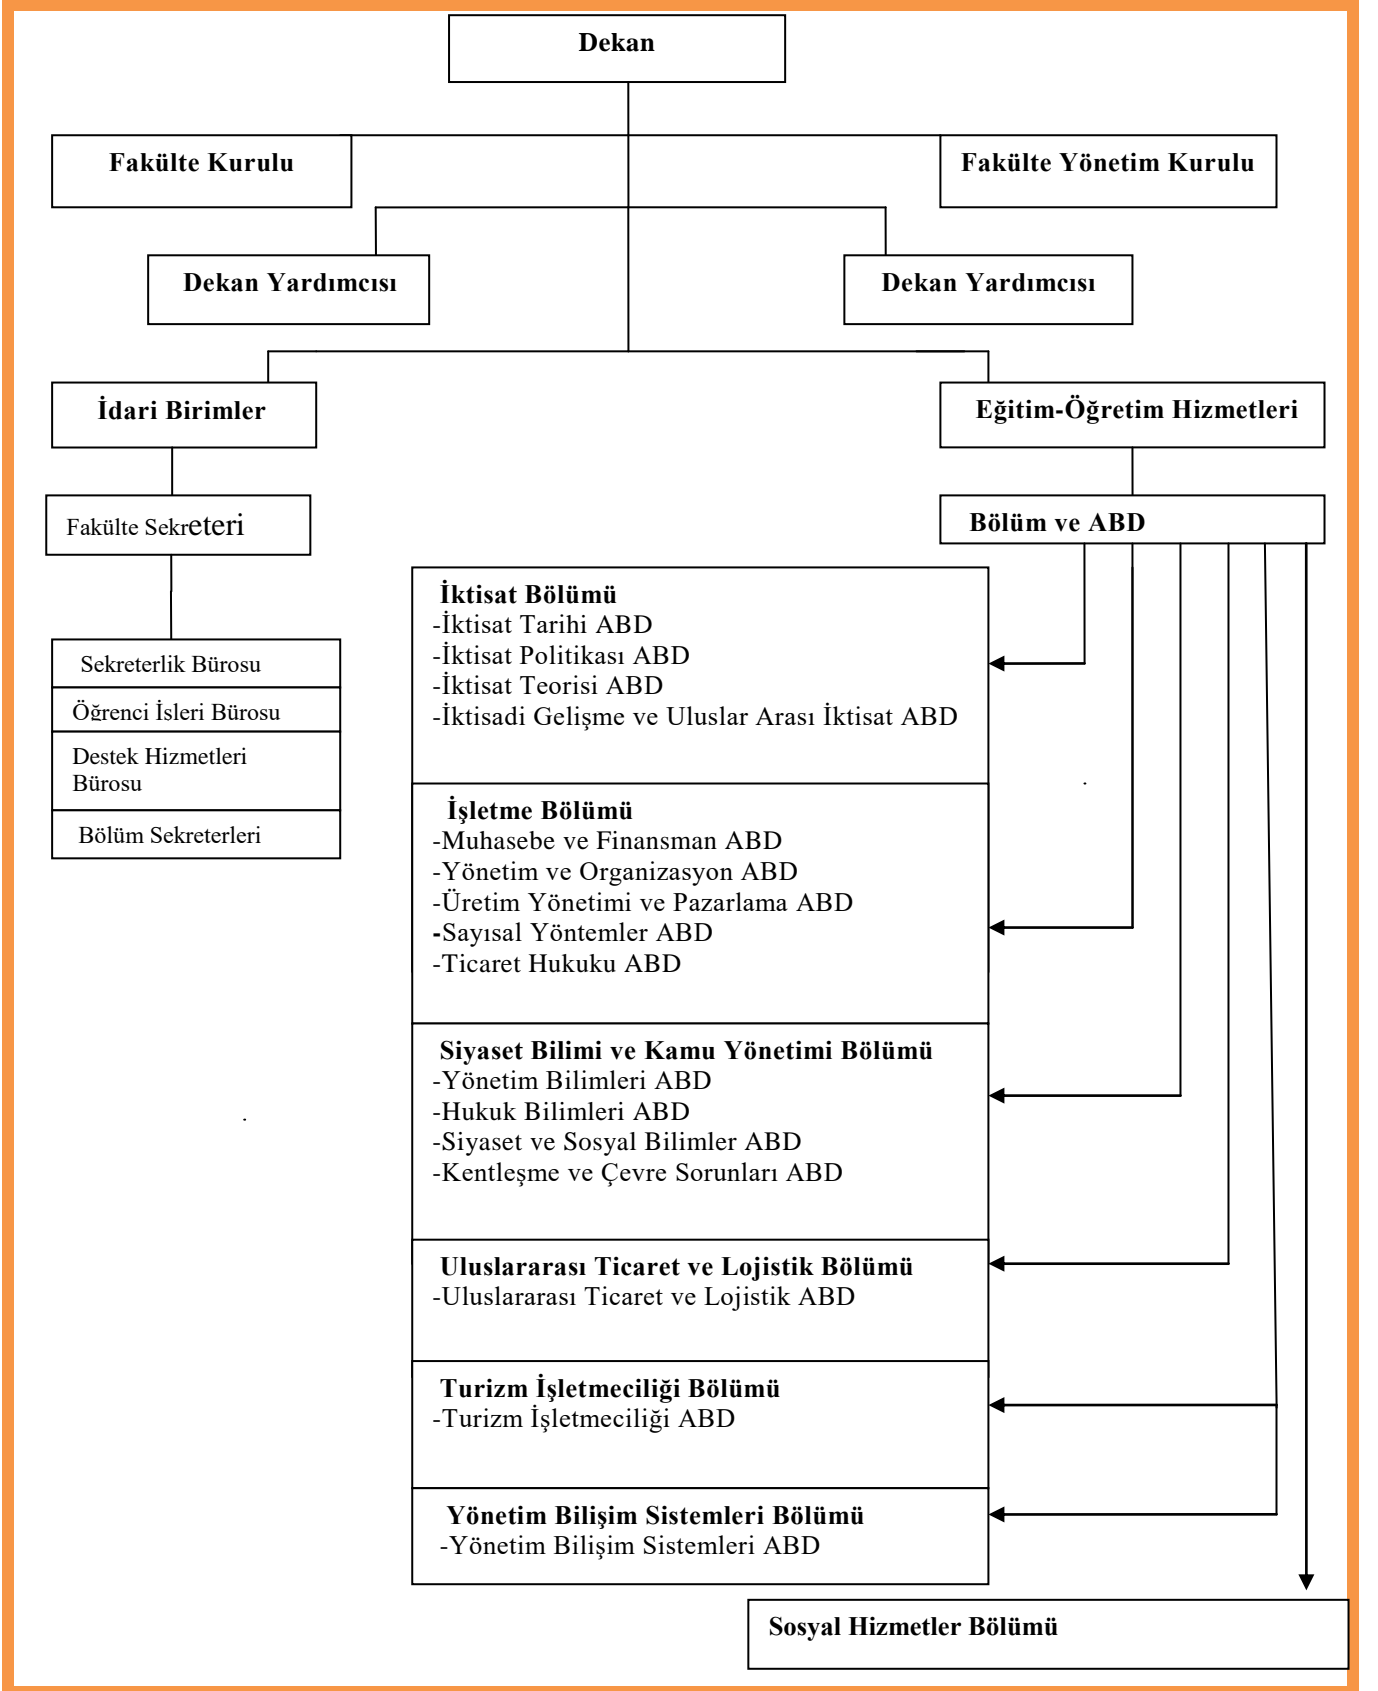 Dekan
Fakülte Kurulu
Fakülte Yönetim Kurulu
Dekan Yardımcısı
Dekan Yardımcısı
İdari Birimler
Eğitim-Öğretim Hizmetleri
Fakülte Sekreteri
Bölüm ve ABD
Sekreterlik Bürosu
Öğrenci İsleri Bürosu
Destek Hizmetleri
Bürosu
Bölüm Sekreterleri
İktisat Bölümü
-İktisat Tarihi ABD
-İktisat Politikası ABD
-İktisat Teorisi ABD
-İktisadi Gelişme ve Uluslar Arası İktisat ABD
İşletme Bölümü
-Muhasebe ve Finansman ABD
-Yönetim ve Organizasyon ABD
-Üretim Yönetimi ve Pazarlama ABD
-Sayısal Yöntemler ABD
-Ticaret Hukuku ABD
Siyaset Bilimi ve Kamu Yönetimi Bölümü
-Yönetim Bilimleri ABD
-Hukuk Bilimleri ABD
-Siyaset ve Sosyal Bilimler ABD
-Kentleşme ve Çevre Sorunları ABD
Uluslararası Ticaret ve Lojistik Bölümü
-Uluslararası Ticaret ve Lojistik ABD
Turizm İşletmeciliği Bölümü
-Turizm İşletmeciliği ABD
Yönetim Bilişim Sistemleri Bölümü
-Yönetim Bilişim Sistemleri ABD
Sosyal Hizmetler Bölümü